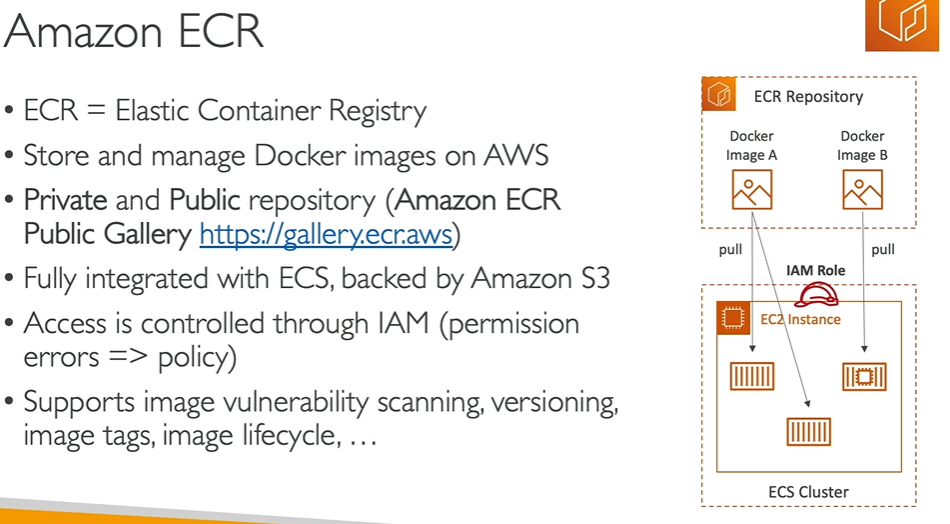 Amazon ECR
• ECR = Elastic Container Registry
• Store and manage Docker images on AWS
• Private and Public repository (Amazon ECR
Public Gallery https://gallery.ecr.aws)
• Fully integrated with ECS, backed by Amazon S3
• Access is controlled through IAM (permission
errors => policy)
• Supports image vulnerability scanning, versioning,
image tags, image lifecycle, …
ECR Repository
Docker
Image A
Docker
Image B
pull
pull
IAM Role
EC2 Instance
ECS Cluster